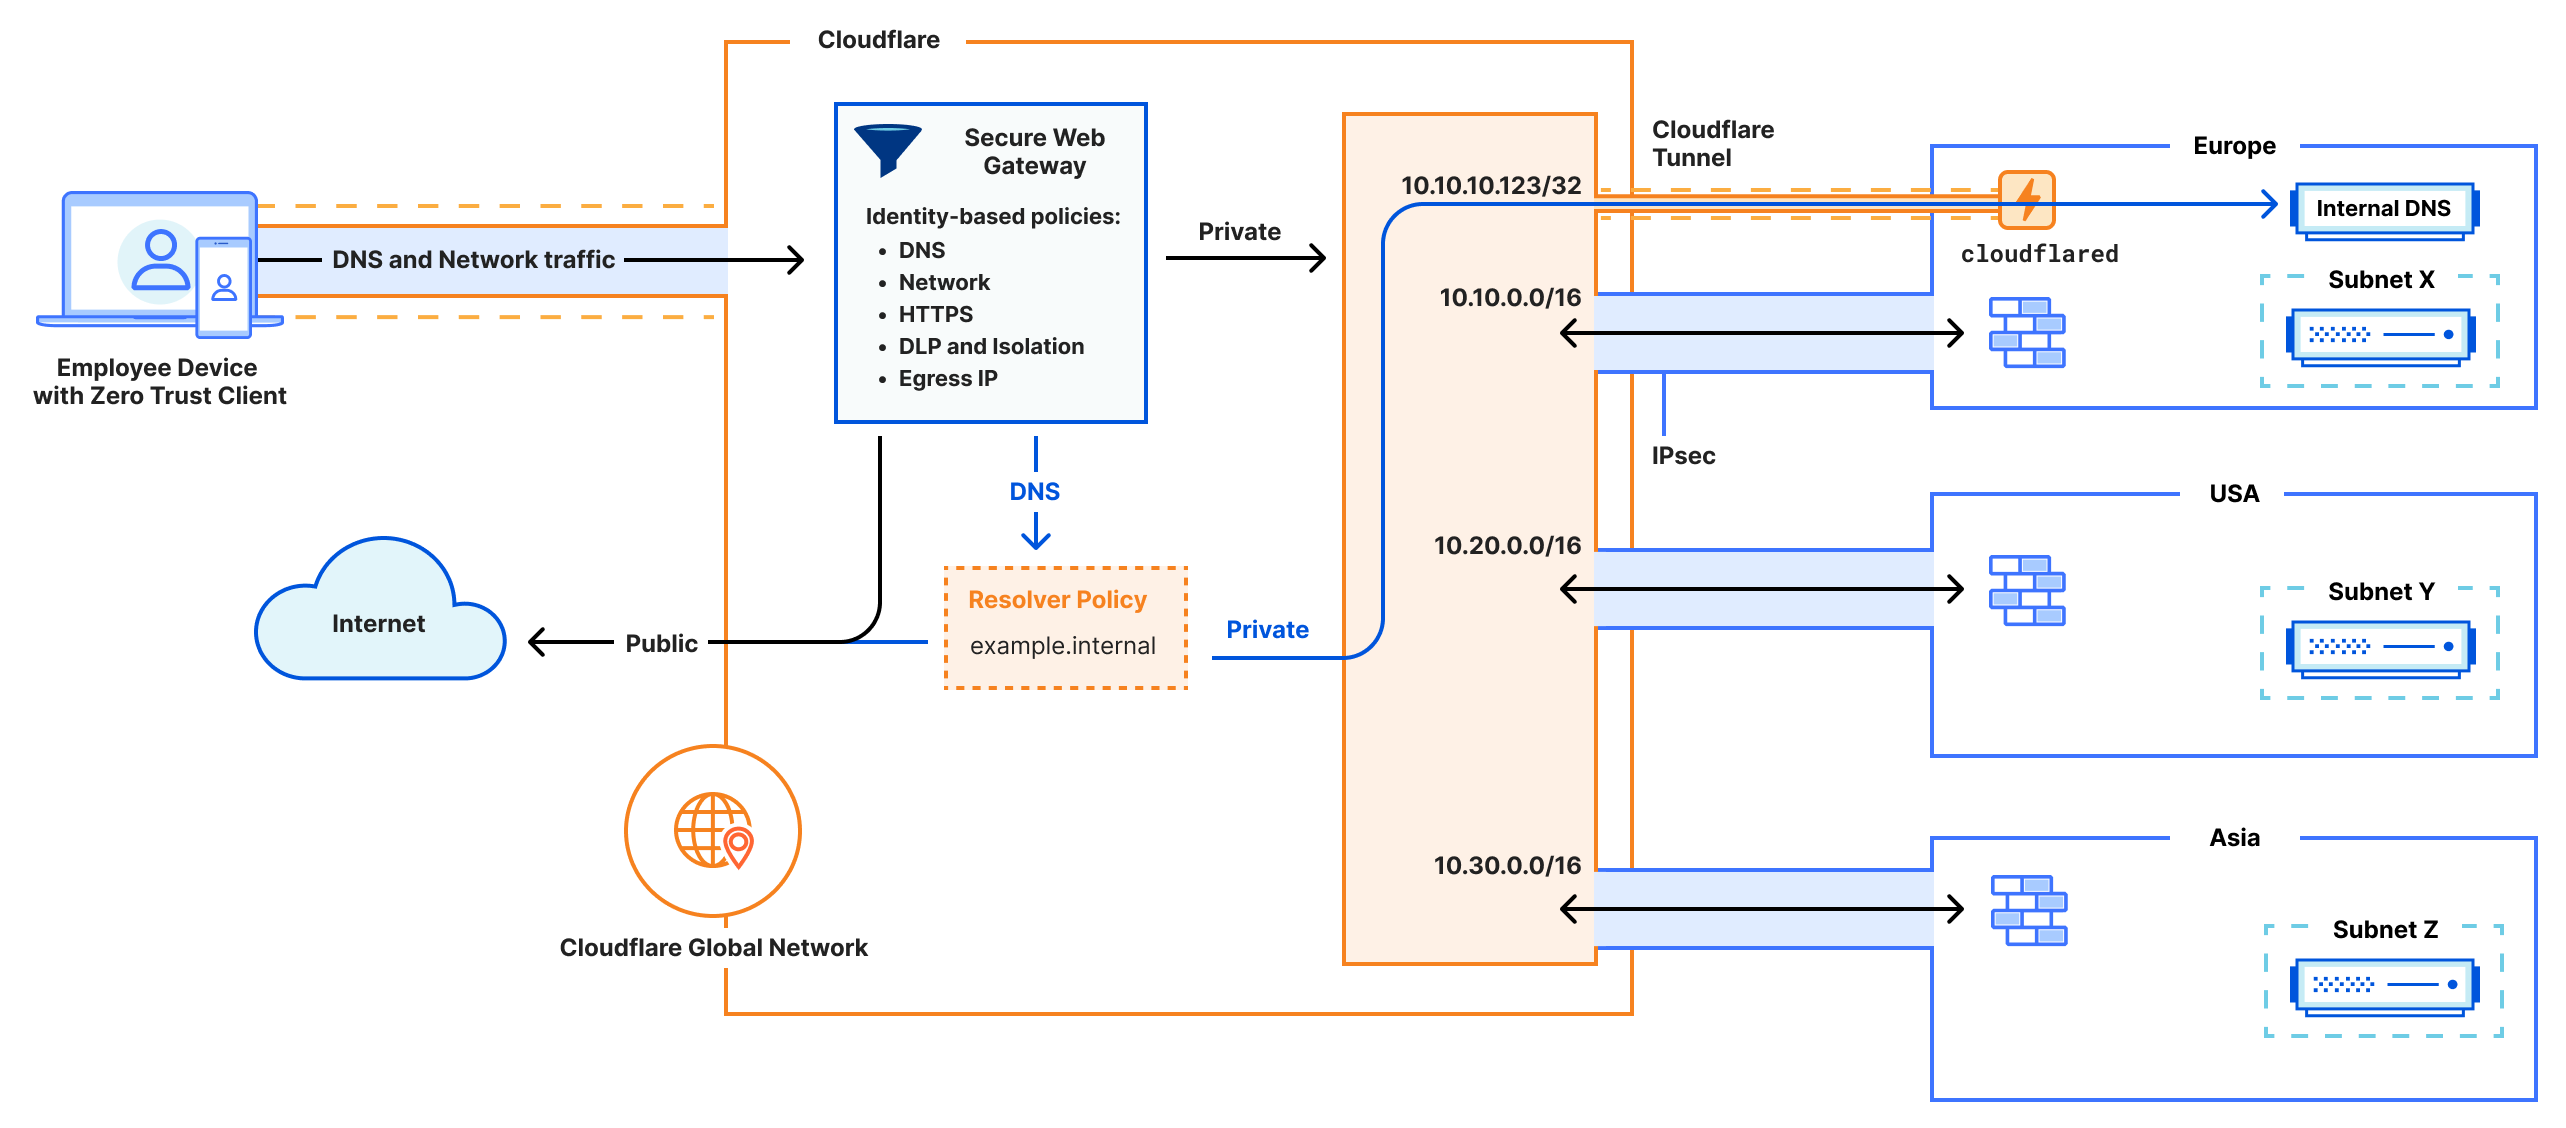 Cloudflare
Secure Web
Gateway
Identity-based policies:
• DNS
• Network
• HTTPS
• DLP and Isolation
• Egress IP
DNS and Network traffic
Employee Device
with Zero Trust Client
Private
DNS
Resolver Policy
example.internal
Public
Internet
Private
Cloudflare Global Network
10.10.10.123/32
10.10.0.0/16
10.20.0.0/16
10.30.0.0/16
Cloudflare
Tunnel
IPsec
Europe
Internal DNS
cloudflared
Subnet X
USA
Subnet Y
Asia
Subnet Z